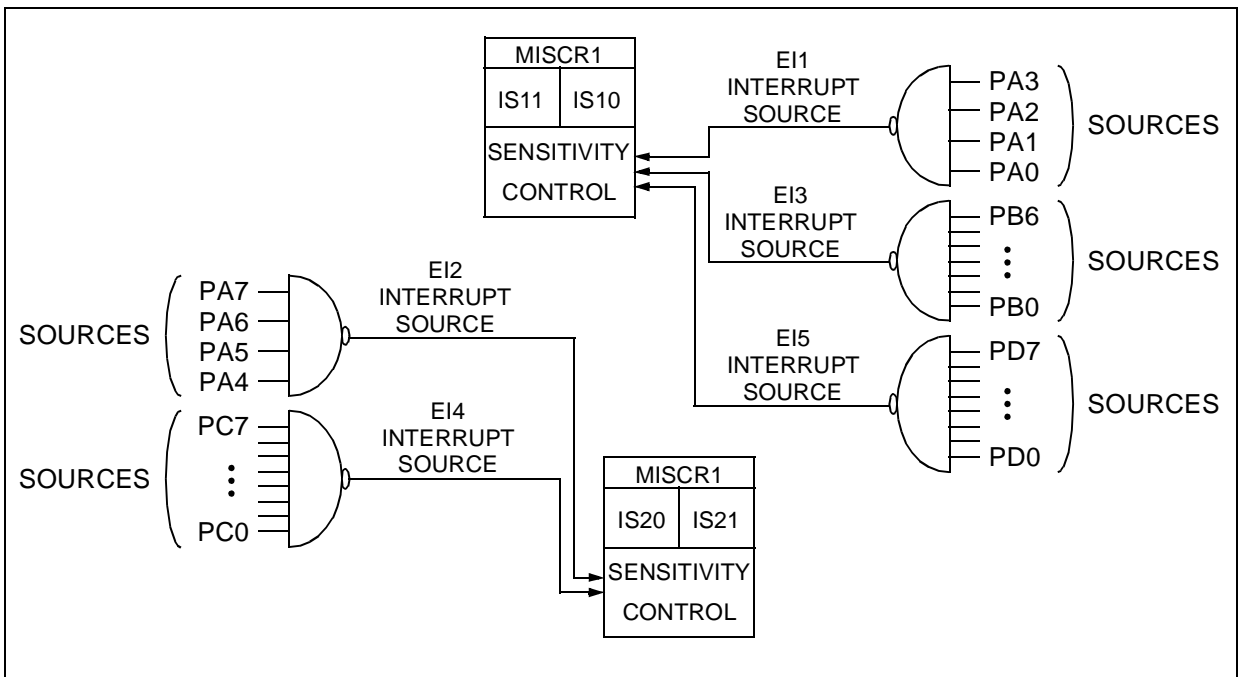 MISCR1
IS11 IS10
SENSITIVITY
CONTROL
EI1
INTERRUPT
SOURCE
PA3
PA2
PA1
PA0
SOURCES
EI3
INTERRUPT
SOURCE
PB6
PB0
SOURCES
EI5
INTERRUPT
SOURCE
PD7
PD0
SOURCES
SOURCES
PA7
PA6
PA5
PA4
EI2
INTERRUPT
SOURCE
SOURCES
PC7
PC0
EI4
INTERRUPT
SOURCE
MISCR1
IS20 IS21
SENSITIVITY
CONTROL